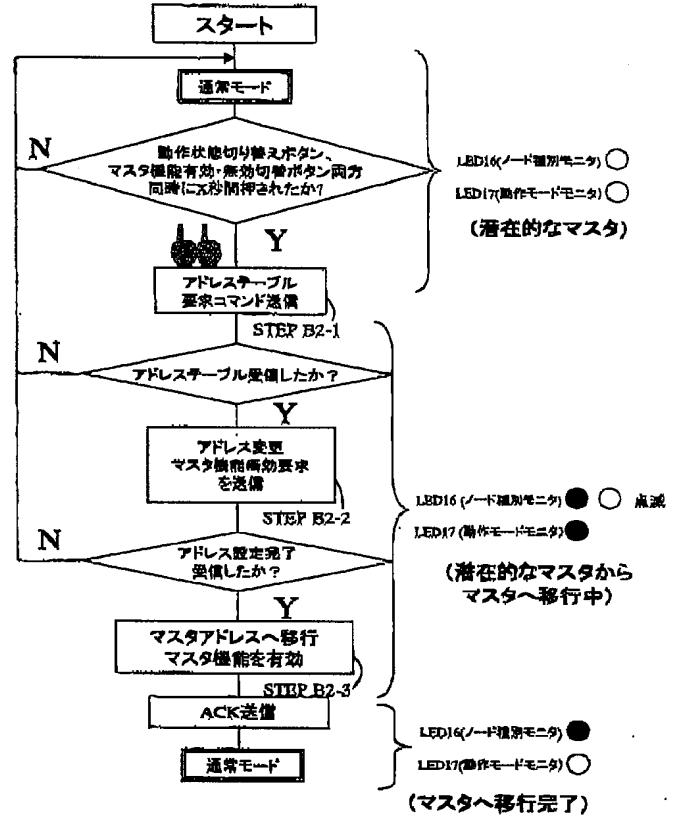 スタート
通常モード
N
動作状態切り替えボタン、
マスタ機能有効・無効切替ボタン両方
同時にX秒間押されたか?
Y
LED16(ノード種別モニタ)
LED17(動作モードモニタ)
(潜在的なマスタ)
アドレステーブル
要求コマンド送信
STEP B2-1
N
アドレステーブル受信したか?
Y
アドレス変更
マスタ機能無効要求
を送信
STEP B2-2
LED16 (ノード種別モニタ) 点滅
LED17 (動作モードモニタ)
(潜在的なマスタから
マスタへ移行中)
N
アドレス設定完了
受信したか?
Y
マスタアドレスへ移行
マスタ機能を有効
STEP B2-3
ACK送信
通常モード
LED16(ノード種別モニタ)
LED17(動作モードモニタ)
(マスタへ移行完了)